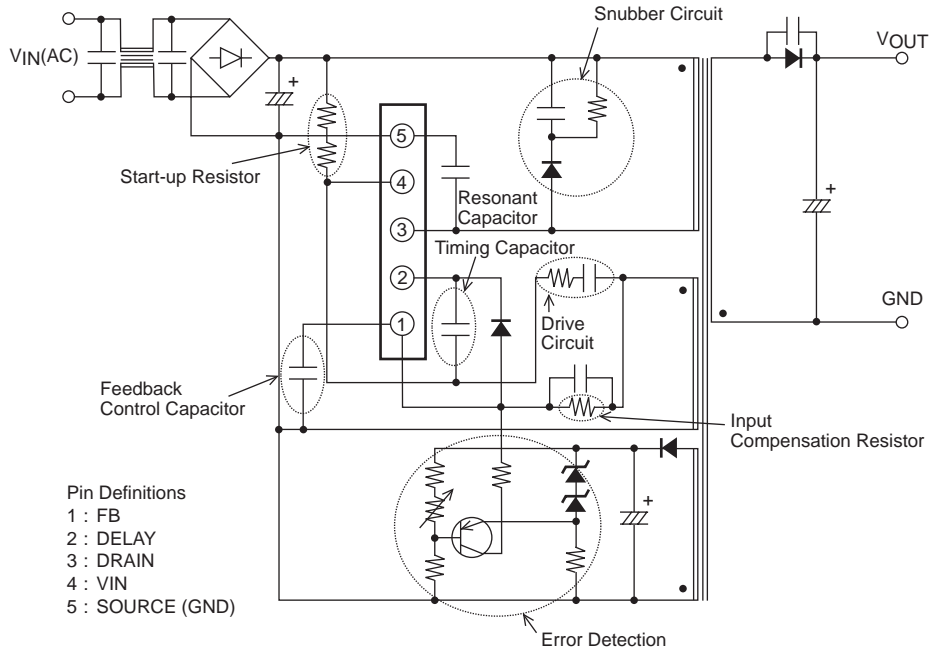 Snubber Circuit
VIN(AC)
VOUT
+
+
5
Start-up Resistor
4
Resonant
Capacitor
+
3
Timing Capacitor
2
GND
1
Drive
Circuit
Feedback
Control Capacitor
Input
Compensation Resistor
Pin Definitions
1 : FB
2 : DELAY
3 : DRAIN
4 : VIN
5 : SOURCE (GND)
+
Error Detection